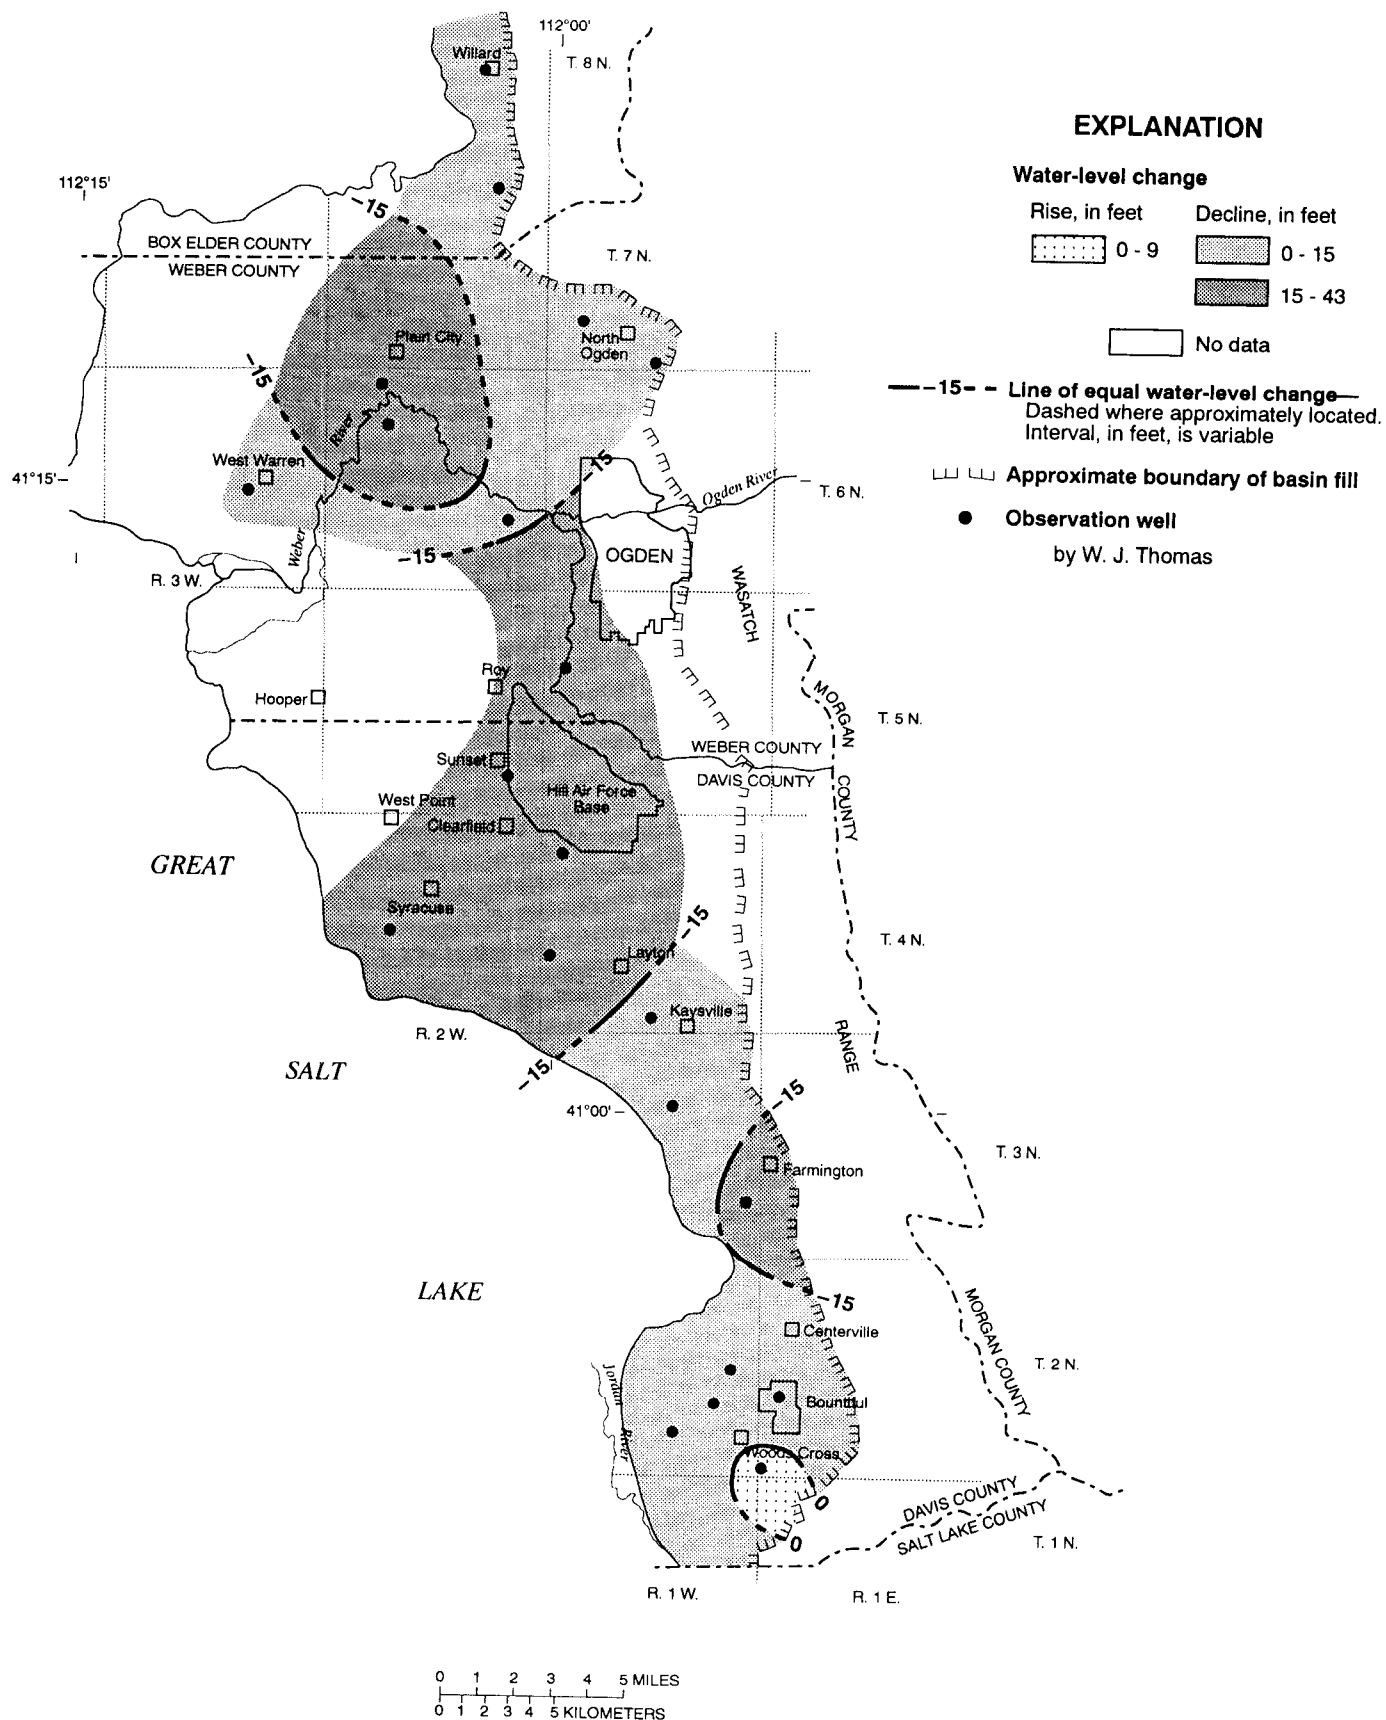 112°00'
Willard
T. 8 N.
EXPLANATION
Water-level change
Rise, in feet
Decline, in feet
0 - 9
0 - 15
15 - 43
No data
−15
Line of equal water-level change—
Dashed where approximately located.
Interval, in feet, is variable
Approximate boundary of basin fill
Observation well
by W. J. Thomas
112°15'
−15
BOX ELDER COUNTY
WEBER COUNTY
T. 7 N.
Plain City
North
Ogden
−15
River
West Warren
15
41°15'
Ogden River
T. 6 N.
Weber
−15
OGDEN
R. 3 W.
WASATCH
Roy
Hooper
MORGAN
COUNTY
T. 5 N.
WEBER COUNTY
DAVIS COUNTY
Sunset
Hill Air Force
Base
West Point
Clearfield
GREAT
Syracuse
−15
T. 4 N.
Layton
Kaysville
R. 2 W.
RANGE
SALT
−15
−15
41°00'
T. 3 N.
Farmington
LAKE
−15
MORGAN COUNTY
Centerville
T. 2 N.
Jordan
River
Bountiful
Woods Cross
0
0
DAVIS COUNTY
SALT LAKE COUNTY
T. 1 N.
R. 1 W.
R. 1 E.
0 1 2 3 4 5 MILES
0 1 2 3 4 5 KILOMETERS